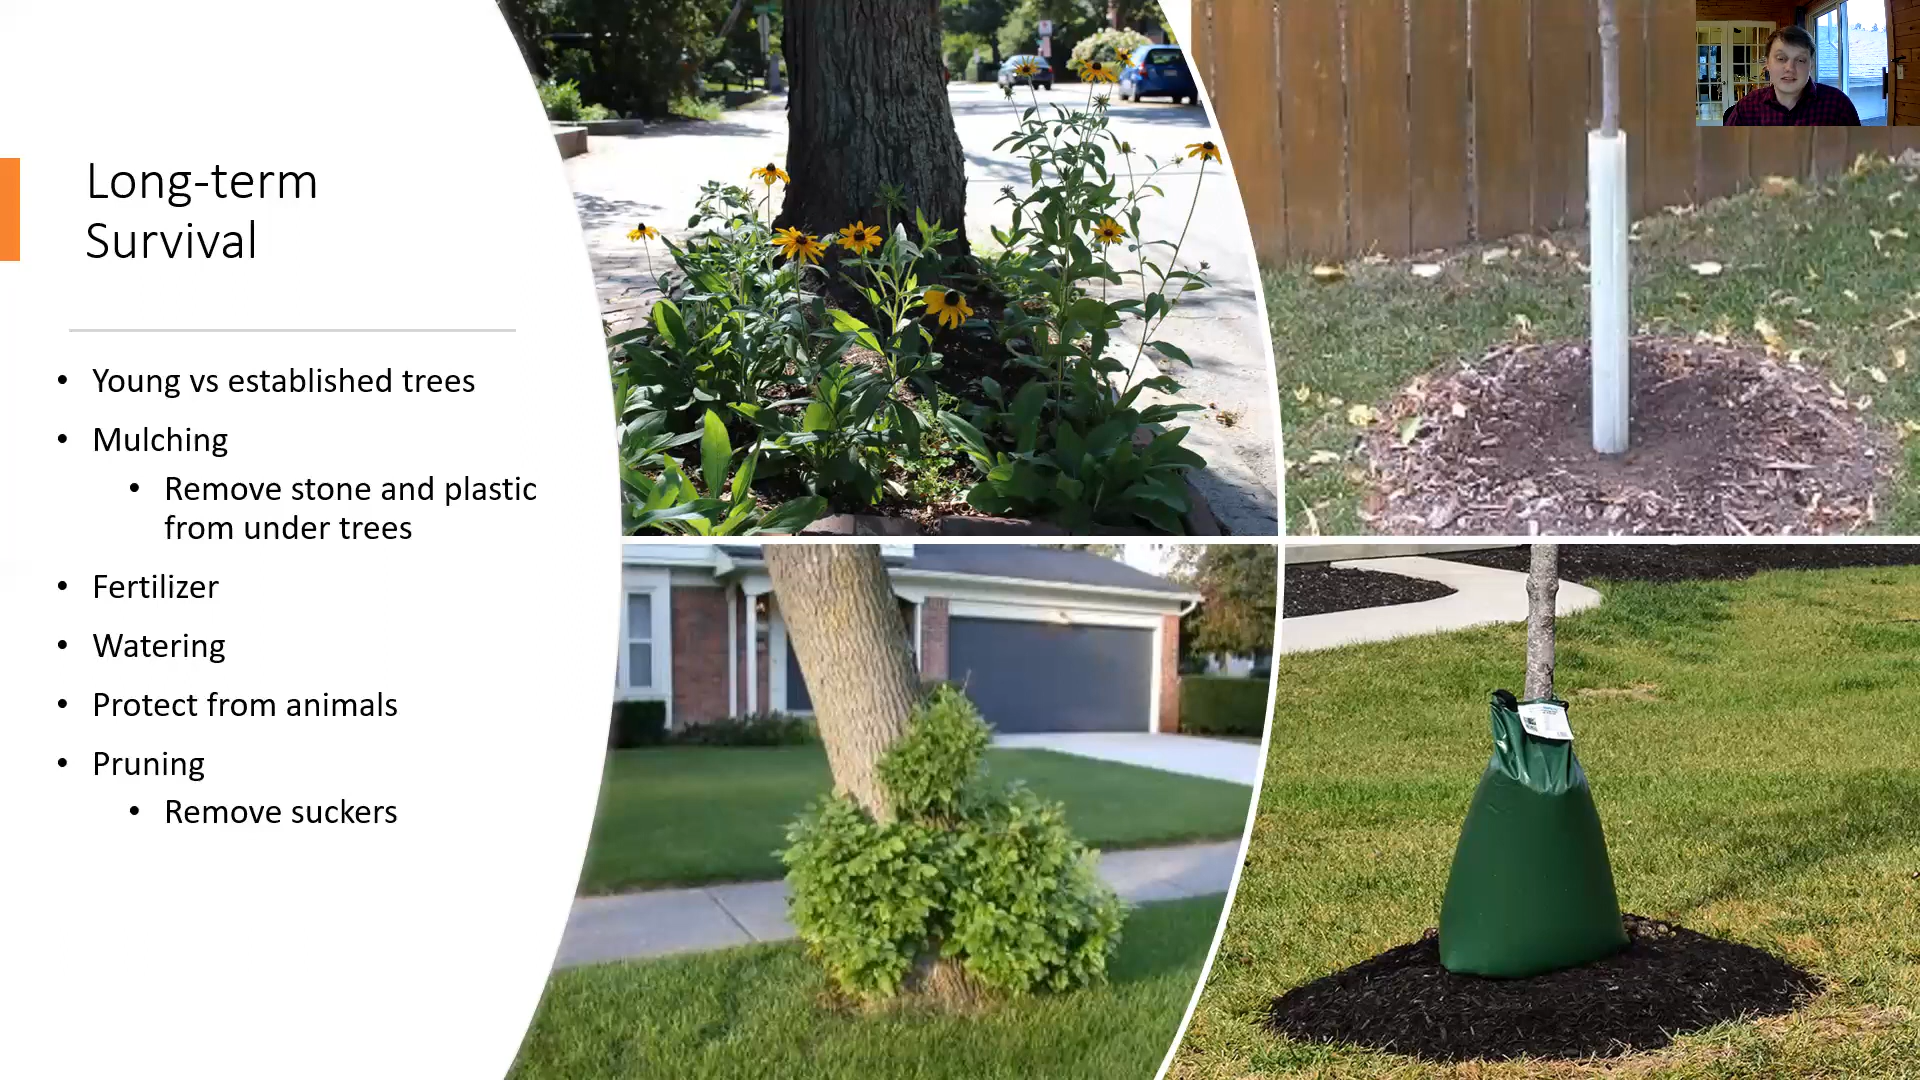 Long-term
Survival
• Young vs established trees
• Mulching
• Remove stone and plastic
from under trees
• Fertilizer
• Watering
• Protect from animals
• Pruning
• Remove suckers